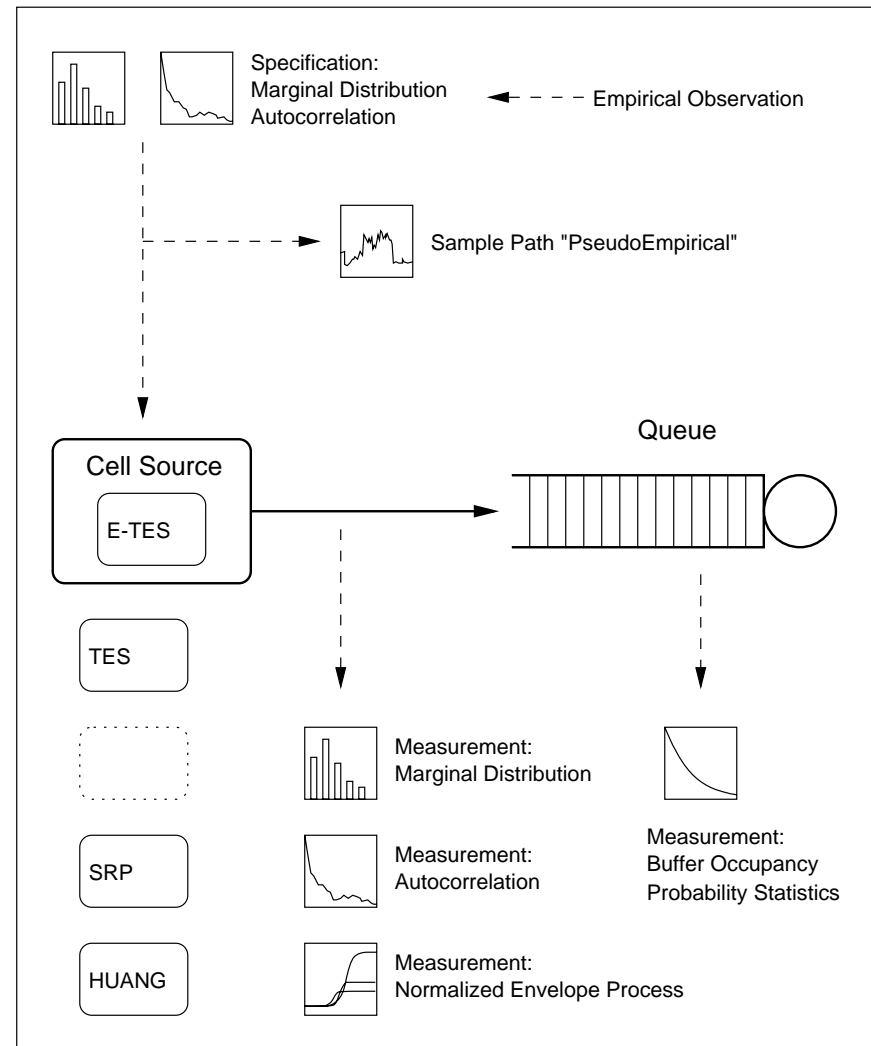 Specification:
Marginal Distribution
Autocorrelation
Empirical Observation
Sample Path "PseudoEmpirical"
Queue
Cell Source
E-TES
TES
Measurement:
Marginal Distribution
SRP
Measurement:
Autocorrelation
Measurement:
Buffer Occupancy
Probability Statistics
HUANG
Measurement:
Normalized Envelope Process